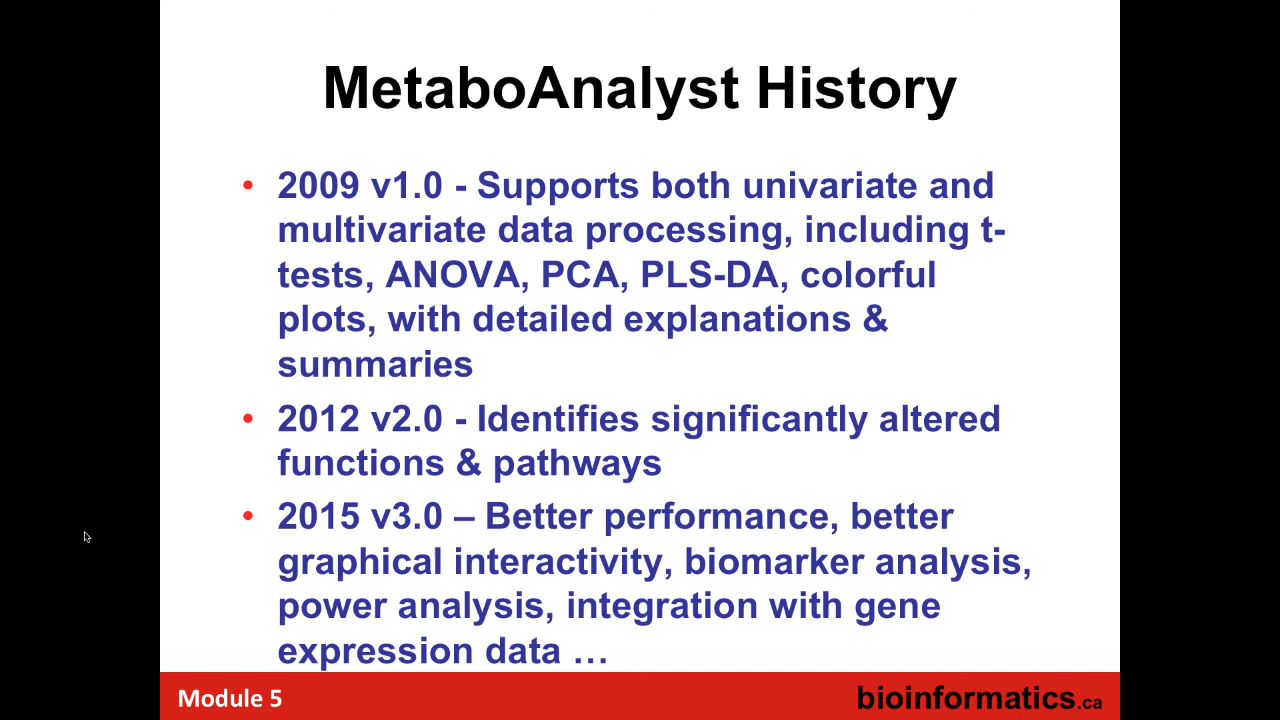 MetaboAnalyst History
• 2009 v1.0 - Supports both univariate and
multivariate data processing, including t-
tests, ANOVA, PCA, PLS-DA, colorful
plots, with detailed explanations &
summaries
• 2012 v2.0 - Identifies significantly altered
functions & pathways
• 2015 v3.0 – Better performance, better
graphical interactivity, biomarker analysis,
power analysis, integration with gene
expression data …
Module 5
bioinformatics.ca